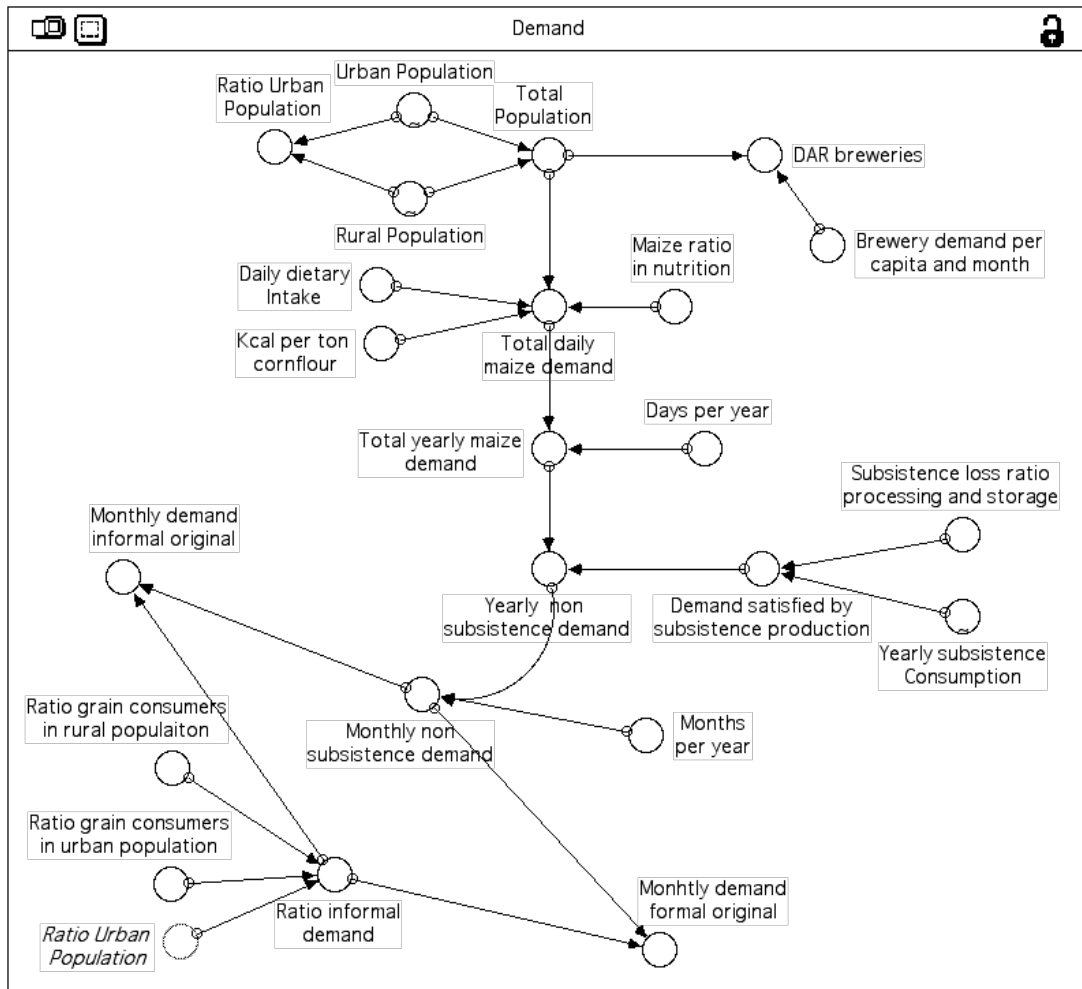 Demand
Urban Population
Ratio Urban
Population
Total
Population
DAR breweries
Rural Population
Brewery demand per
capita and month
Maize ratio
in nutrition
Daily dietary
Intake
Kcal per ton
cornflour
Total daily
maize demand
Days per year
Total yearly maize
demand
Subsistence loss ratio
processing and storage
Monthly demand
informal original
Yearly non
subsistence demand
Demand satisfied by
subsistence production
Yearly subsistence
Consumption
Ratio grain consumers
in rural populaiton
Monthly non
subsistence demand
Months
per year
Ratio grain consumers
in urban population
Monhtly demand
formal original
Ratio informal
demand
Ratio Urban
Population